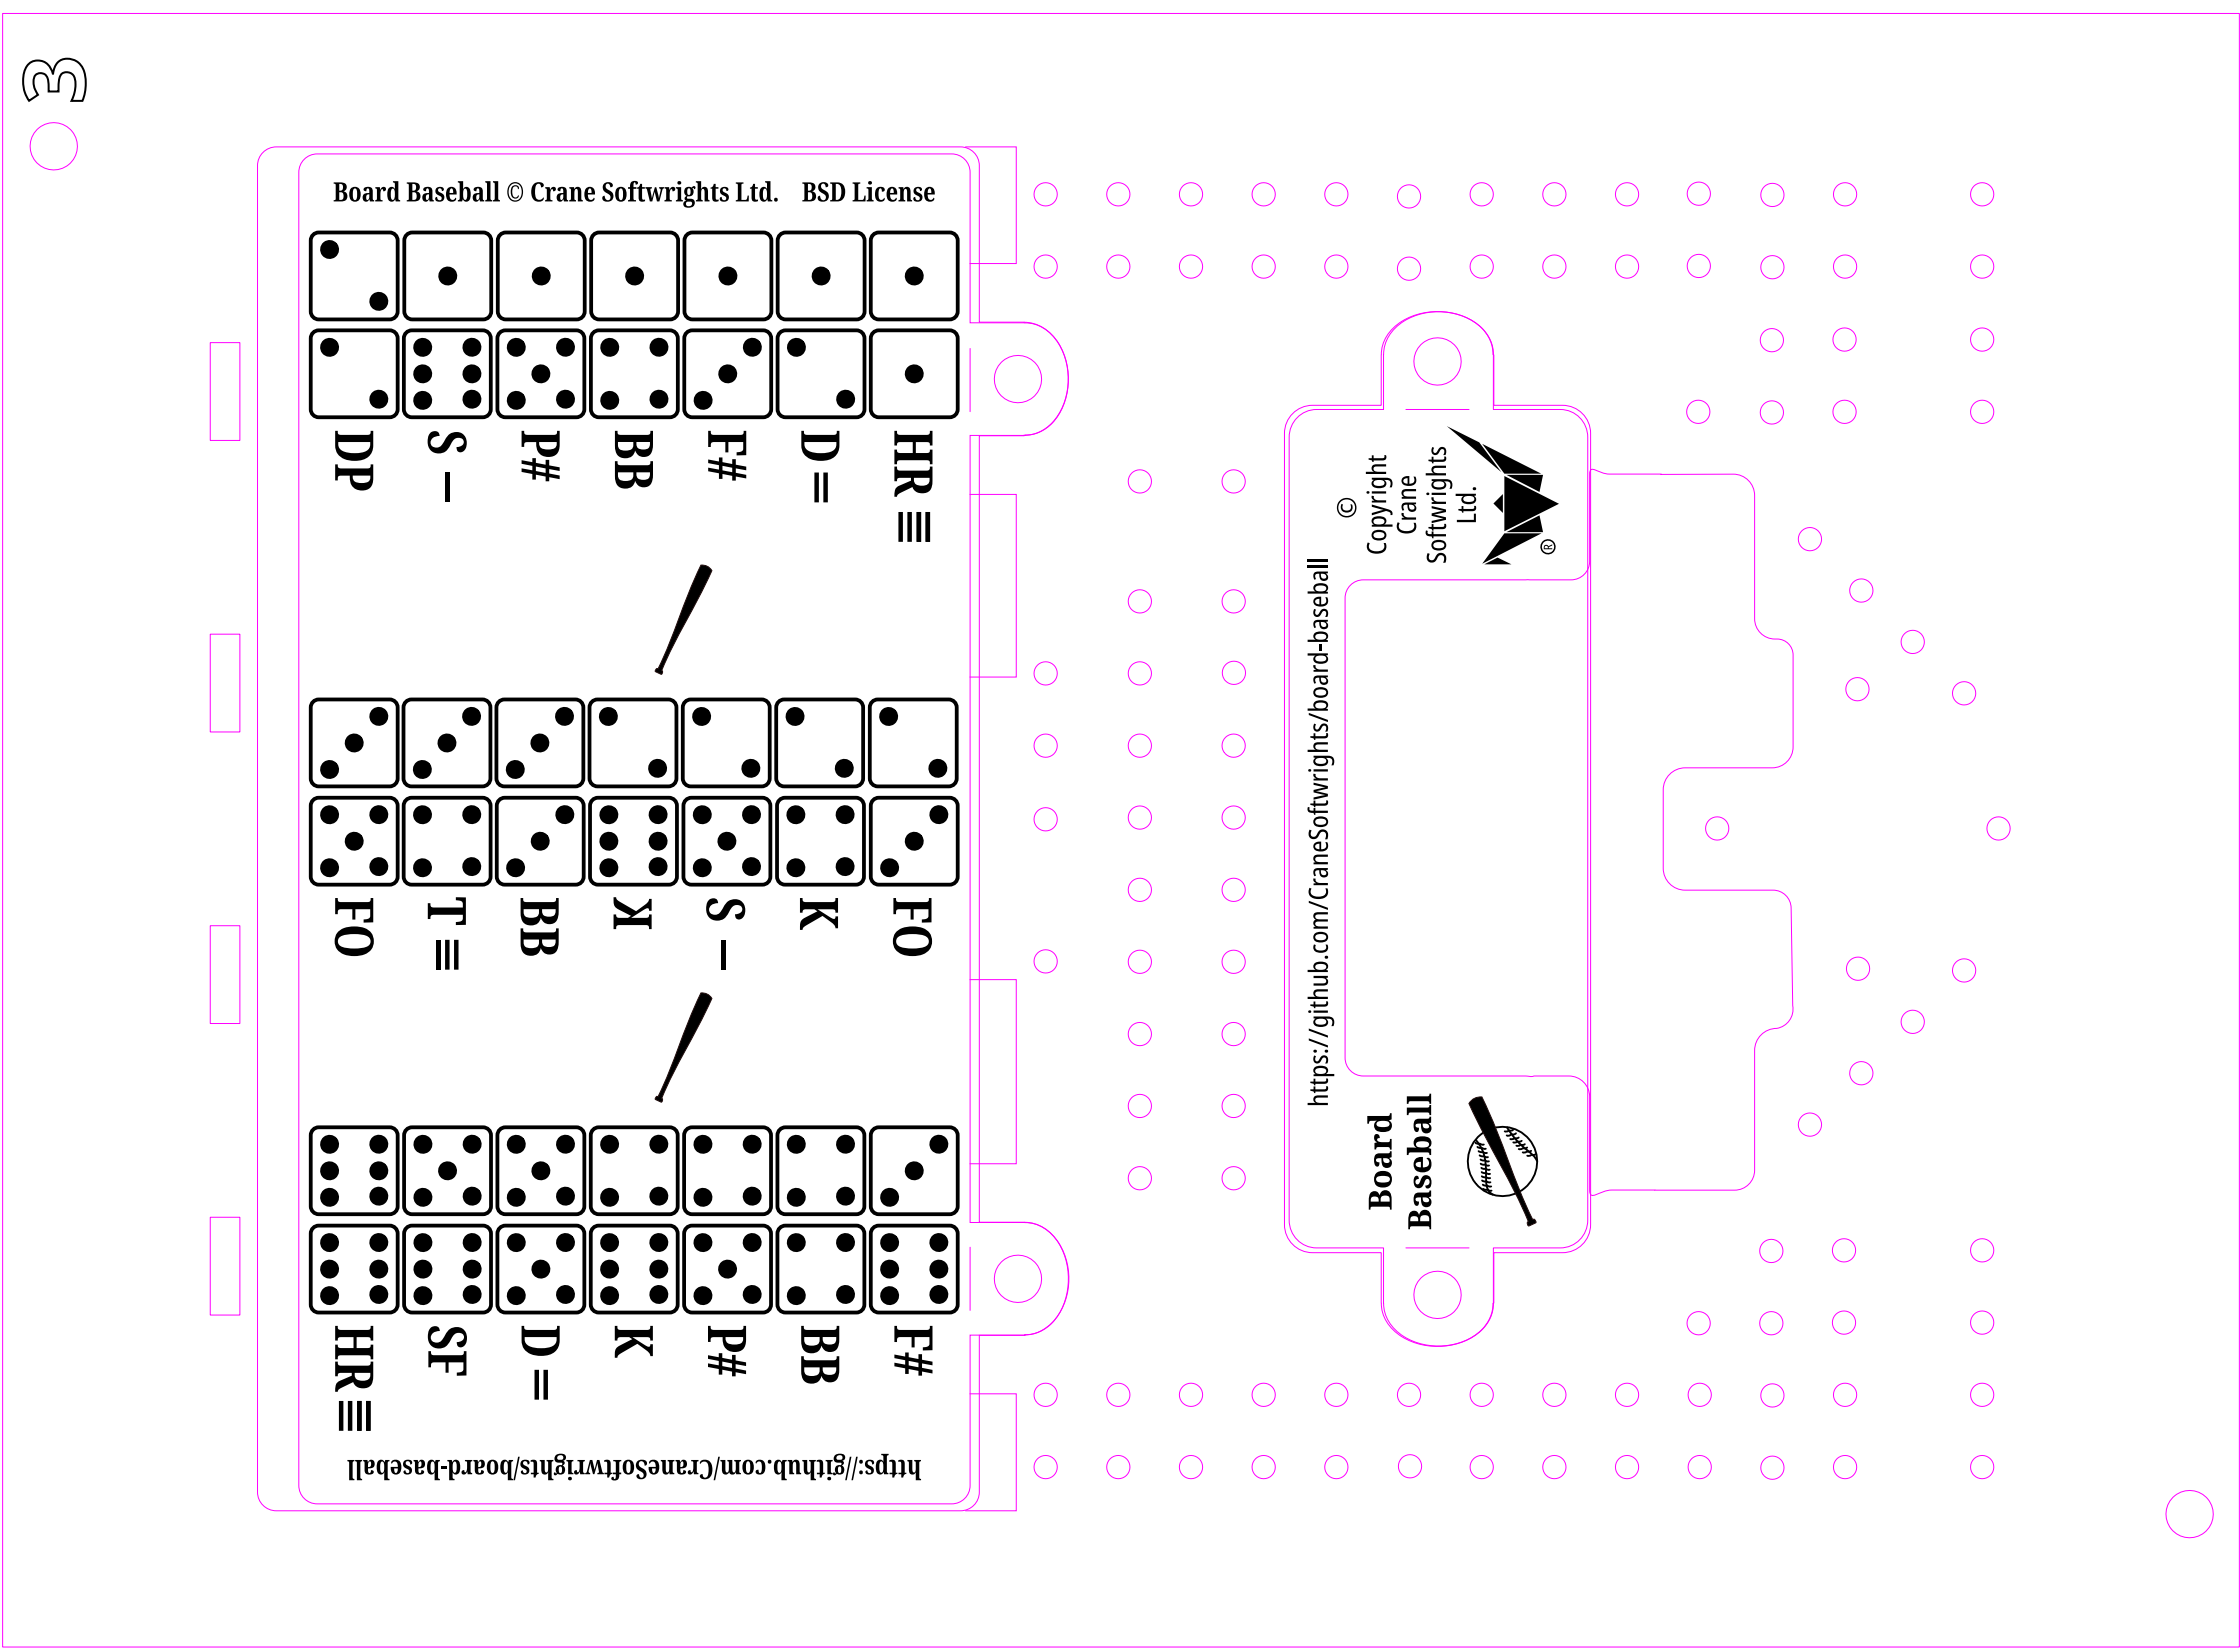 3
Board Baseball © Crane Softwrights Ltd. BSD License
DP
S –
P#
BB
F#
D =
HR ≣
FO
T ≡
BB
ꓘ
S –
K
FO
HR ≣
SF
D =
K
P#
BB
F#
https://github.com/CraneSoftwrights/board-baseball
https://github.com/CraneSoftwrights/board-baseball
©
Copyright
Crane
Softwrights
Ltd.
®
Board
Baseball